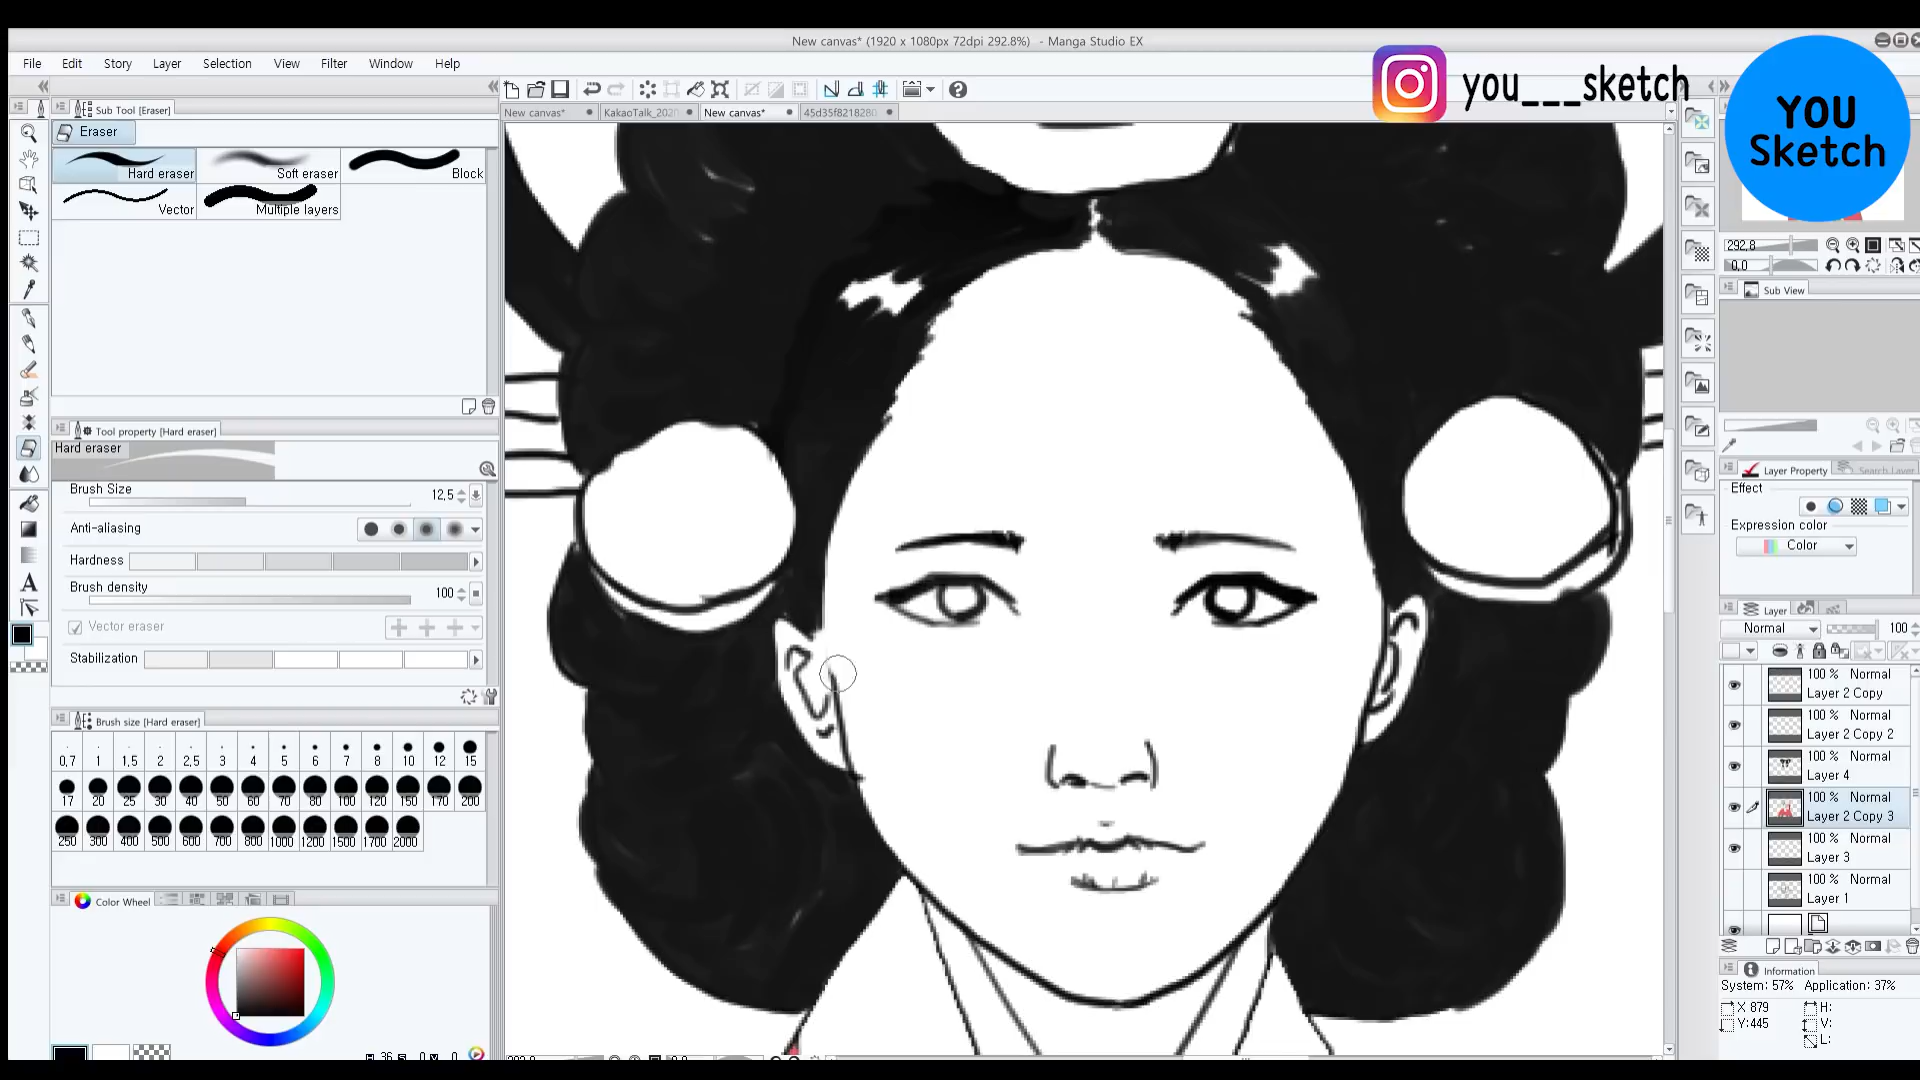 New canvas* (1920 x 1080px 72dpi 292.8%) - Manga Studio EX
you___sketch
YOU
Sketch
File Edit Story Layer Selection View Filter Window Help
Sub Tool [Eraser]
Eraser
Hard eraser Soft eraser Block
Vector Multiple layers
New canvas* New canvas* 45d35f8218280
Tool property [Hard eraser]
Hard eraser
Brush Size 12,5
Anti-aliasing
Hardness
Brush density 100
Vector eraser
Stabilization
Brush size [Hard eraser]
0,7 1 1,5 2 2,5 3 4 5 6 7 8 10 12 15
17 20 25 30 40 50 60 70 80 100 120 150 170 200
250 300 400 500 600 700 800 1000 1200 1500 1700 2000
Color Wheel
292,8
0,0
Sub View
Layer Property Search Layer
Effect
Expression color
Color
Layer
Normal 100
100 % Normal
Layer 2 Copy
100 % Normal
Layer 2 Copy 2
100 % Normal
Layer 4
100 % Normal
Layer 2 Copy 3
100 % Normal
Layer 3
100 % Normal
Layer 1
Information
System: 57% Application: 37%
X 879 H:
Y:445 V:
L: